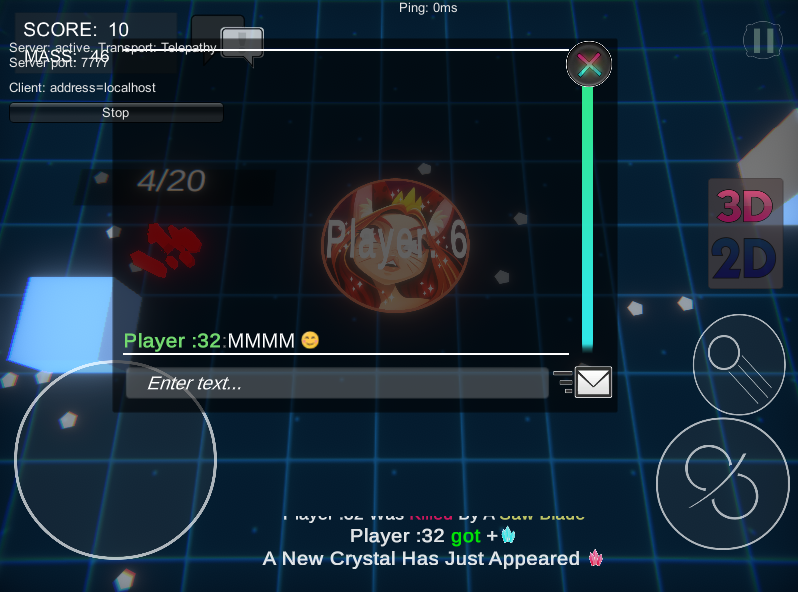 Ping: 0ms
SCORE: 10
Server: active. Transport: Telepathy
MASS: 46
Server port: 7777
Client: address=localhost
Stop
4/20
Player: 6
3D
2D
Player :32:MMMM 😊
Enter text...
Player :32 Was Killed By A Saw Blade
Player :32 got +
A New Crystal Has Just Appeared